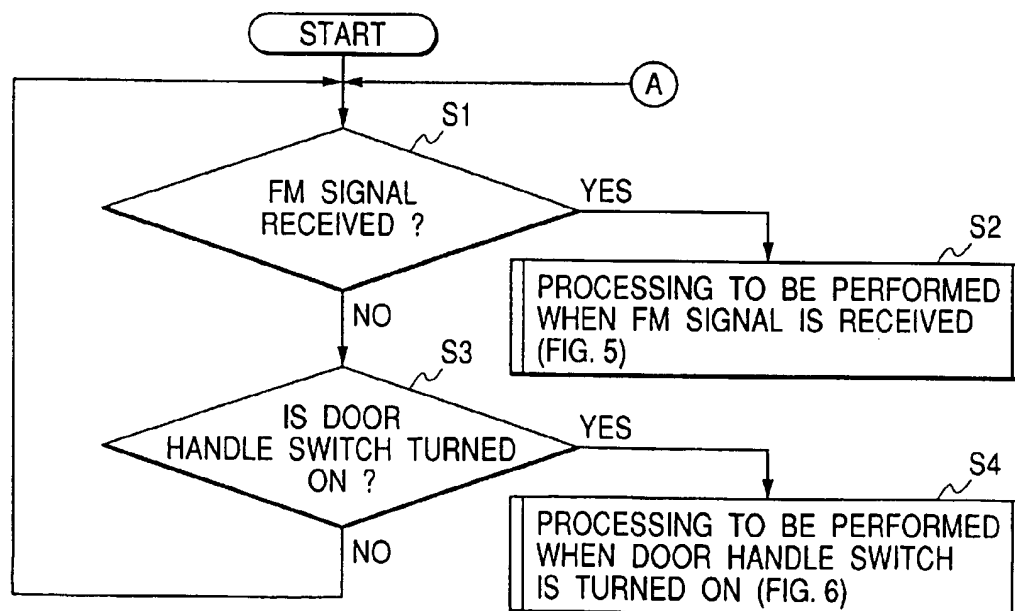 START
A
S1
FM SIGNAL
RECEIVED ?
YES
S2
PROCESSING TO BE PERFORMED
WHEN FM SIGNAL IS RECEIVED
(FIG. 5)
NO
S3
IS DOOR
HANDLE SWITCH TURNED
ON ?
YES
S4
PROCESSING TO BE PERFORMED
WHEN DOOR HANDLE SWITCH
IS TURNED ON (FIG. 6)
NO